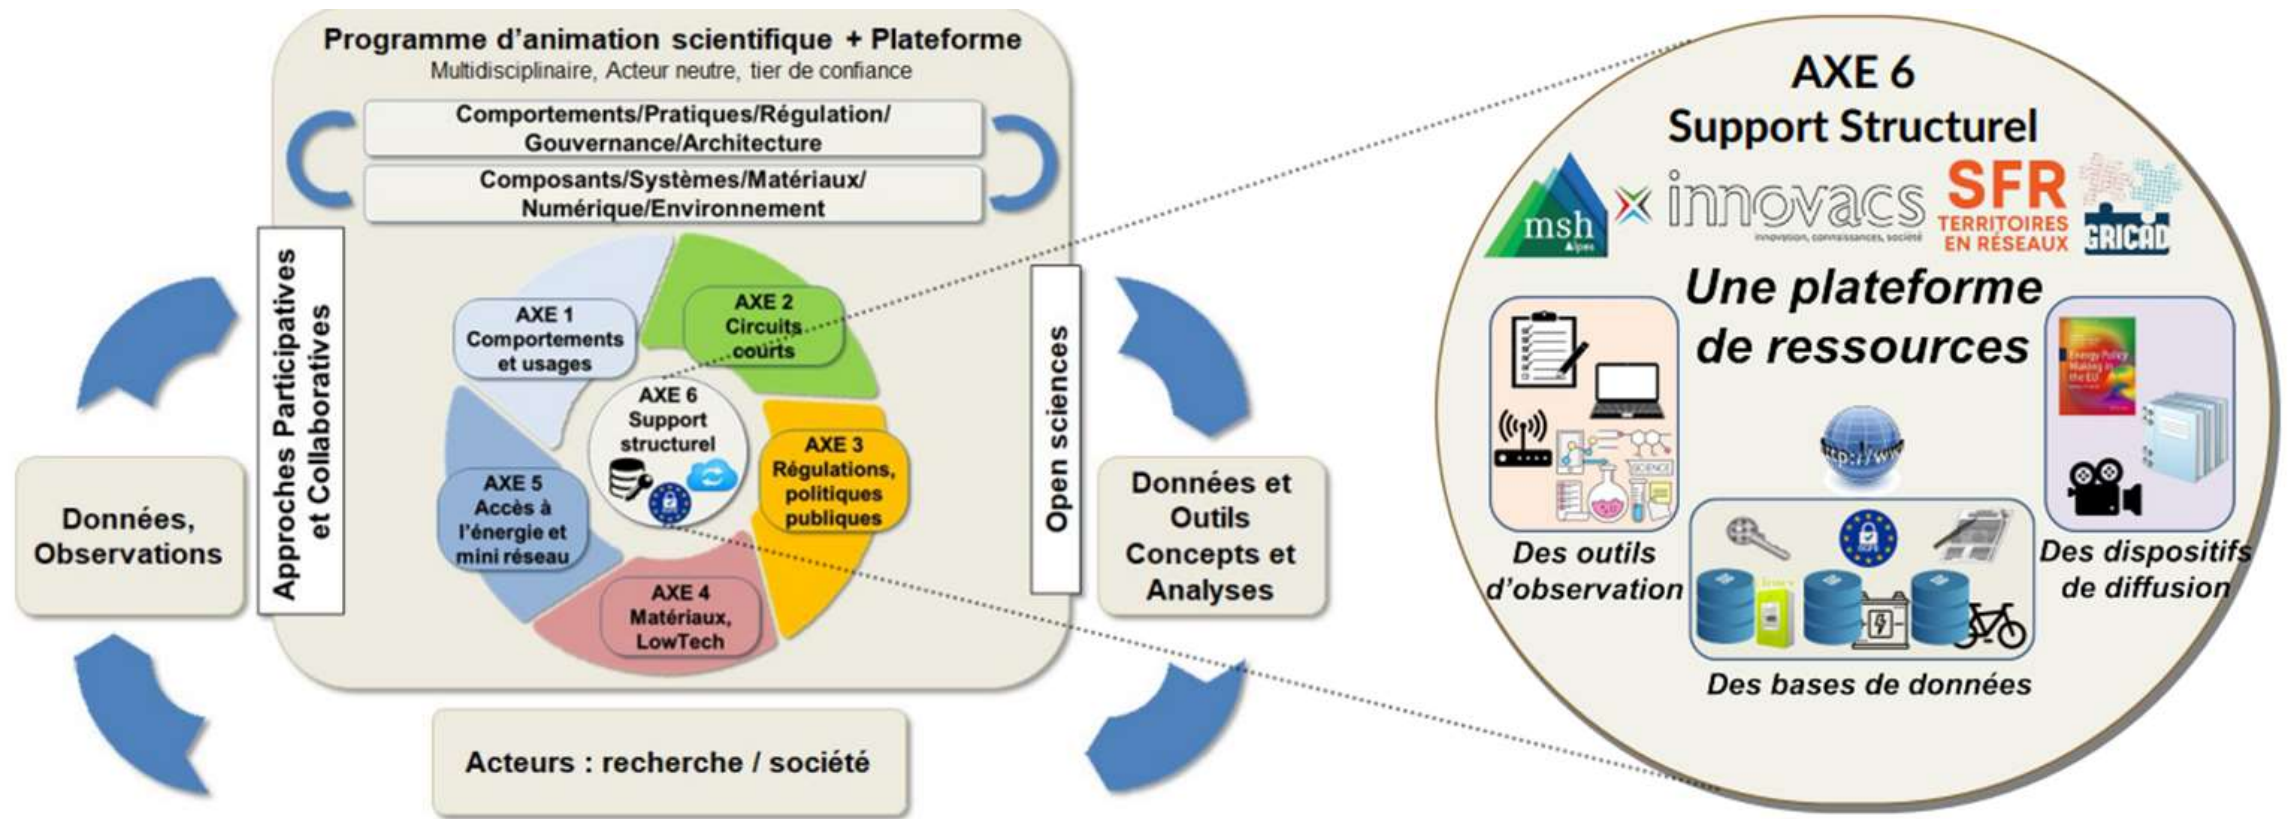 Programme d'animation scientifique + Plateforme
Multidisciplinaire, Acteur neutre, tier de confiance
Comportements/Pratiques/Régulation/
Gouvernance/Architecture
Composants/Systèmes/Matériaux/
Numérique/Environnement
Approches Participatives
et Collaboratives
AXE 1
Comportements
et usages
AXE 2
Circuits
courts
AXE 6
Support
structurel
AXE 3
Régulations,
politiques
publiques
AXE 5
Accès à
l'énergie et
mini réseau
AXE 4
Matériaux,
LowTech
Open sciences
Données,
Observations
Données et
Outils
Concepts et
Analyses
Acteurs : recherche / société
AXE 6
Support Structurel
msh
Alpes
innovacs
innovation, connaissances, société
SFR
TERRITOIRES
EN RÉSEAUX
GRICAD
Une plateforme
de ressources
Energy Policy
Making in
the EU
SCIENCE
http://www
Des outils
d'observation
Des dispositifs
de diffusion
Des bases de données